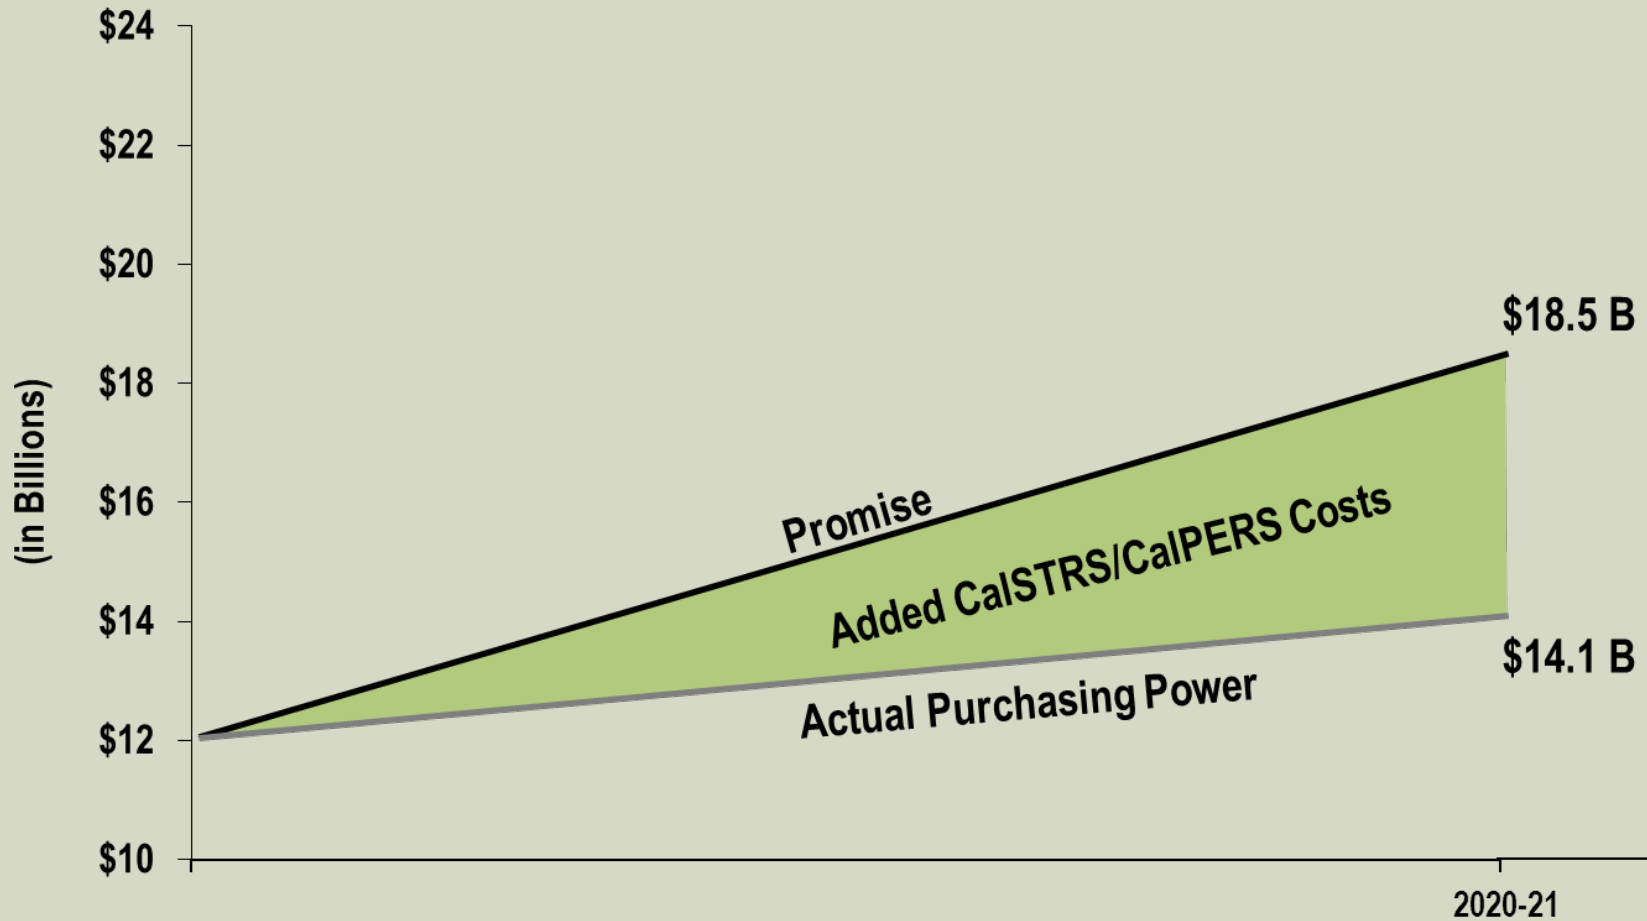 $24
$22
$20
$18
$16
$14
$12
$10
(in Billions)
$18.5 B
Promise
Added CalSTRS/CalPERS Costs
$14.1 B
Actual Purchasing Power
2020-21